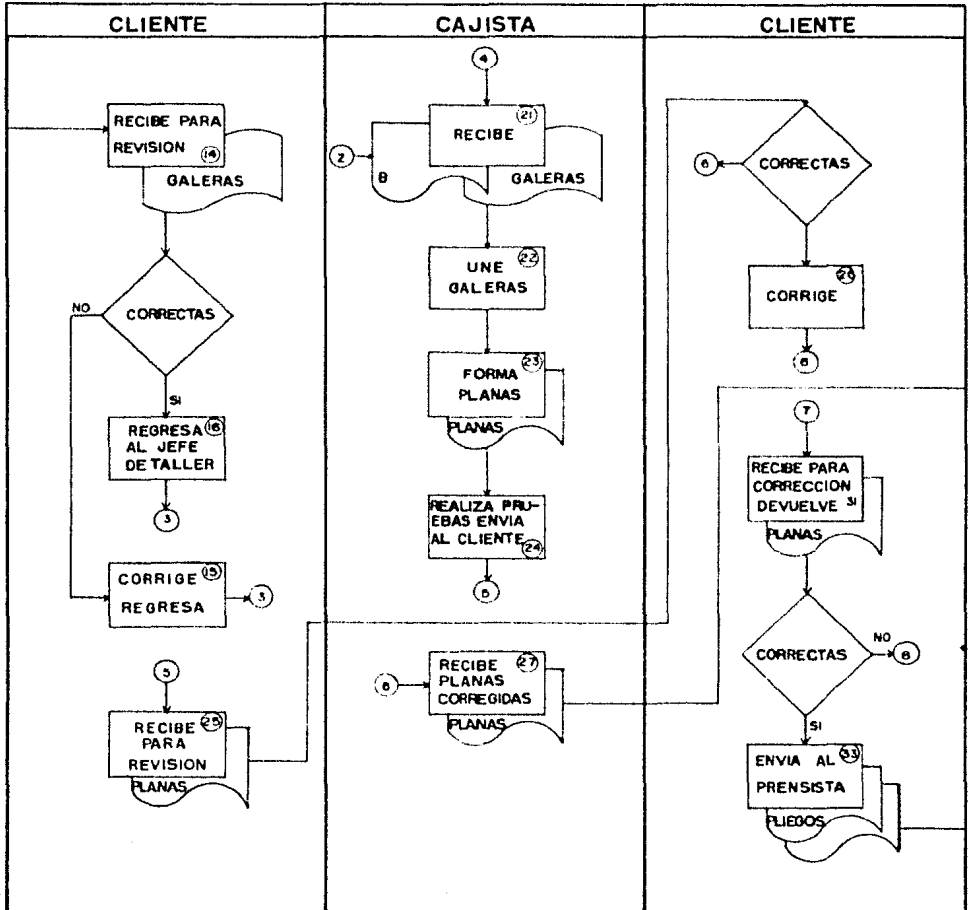 CLIENTE
RECIBE PARA
REVISION 14
GALERAS
CORRECTAS
NO
SI
REGRESA 16
AL JEFE
DE TALLER
3
CORRIGE 15
REGRESA
3
5
RECIBE 25
PARA
REVISION
PLANAS
CAJISTA
4
21
RECIBE
2
B
GALERAS
UNE 22
GALERAS
FORMA 23
PLANAS
PLANAS
REALIZA PRU-
EBAS ENVIA
AL CLIENTE 24
5
6
RECIBE 27
PLANAS
CORREGIDAS
PLANAS
CLIENTE
CORRECTAS
6
26
CORRIGE
6
7
RECIBE PARA
CORRECCION
DEVUELVE 31
PLANAS
CORRECTAS
NO
8
SI
ENVIA AL 33
PRENSISTA
PLIEGOS